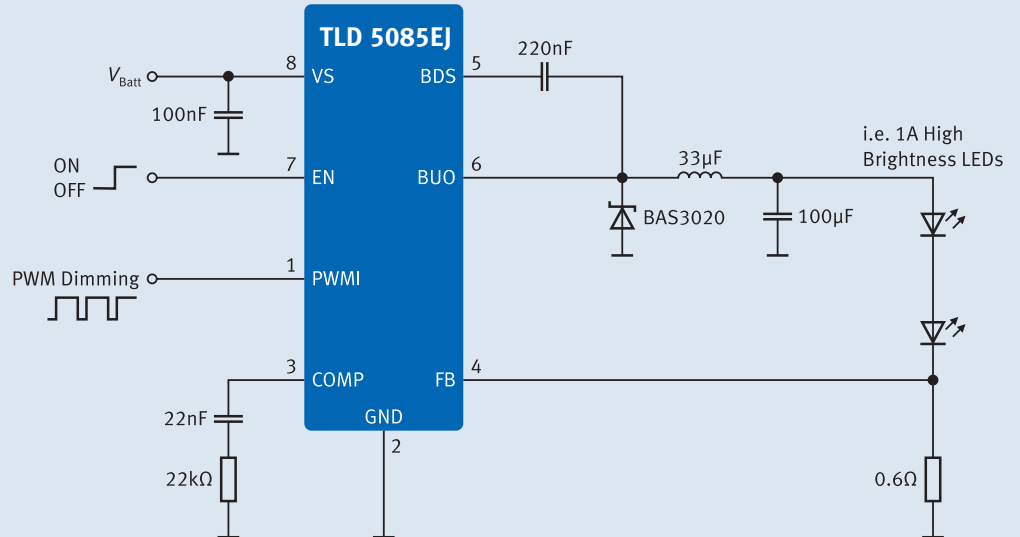 TLD 5085EJ
220nF
8
VS
BDS
5
VBatt
100nF
i.e. 1A High
Brightness LEDs
ON
OFF
7
EN
BUO
6
33µF
BAS3020
100µF
PWM Dimming
1
PWMI
3
COMP
FB
4
22nF
GND
2
22kΩ
0.6Ω